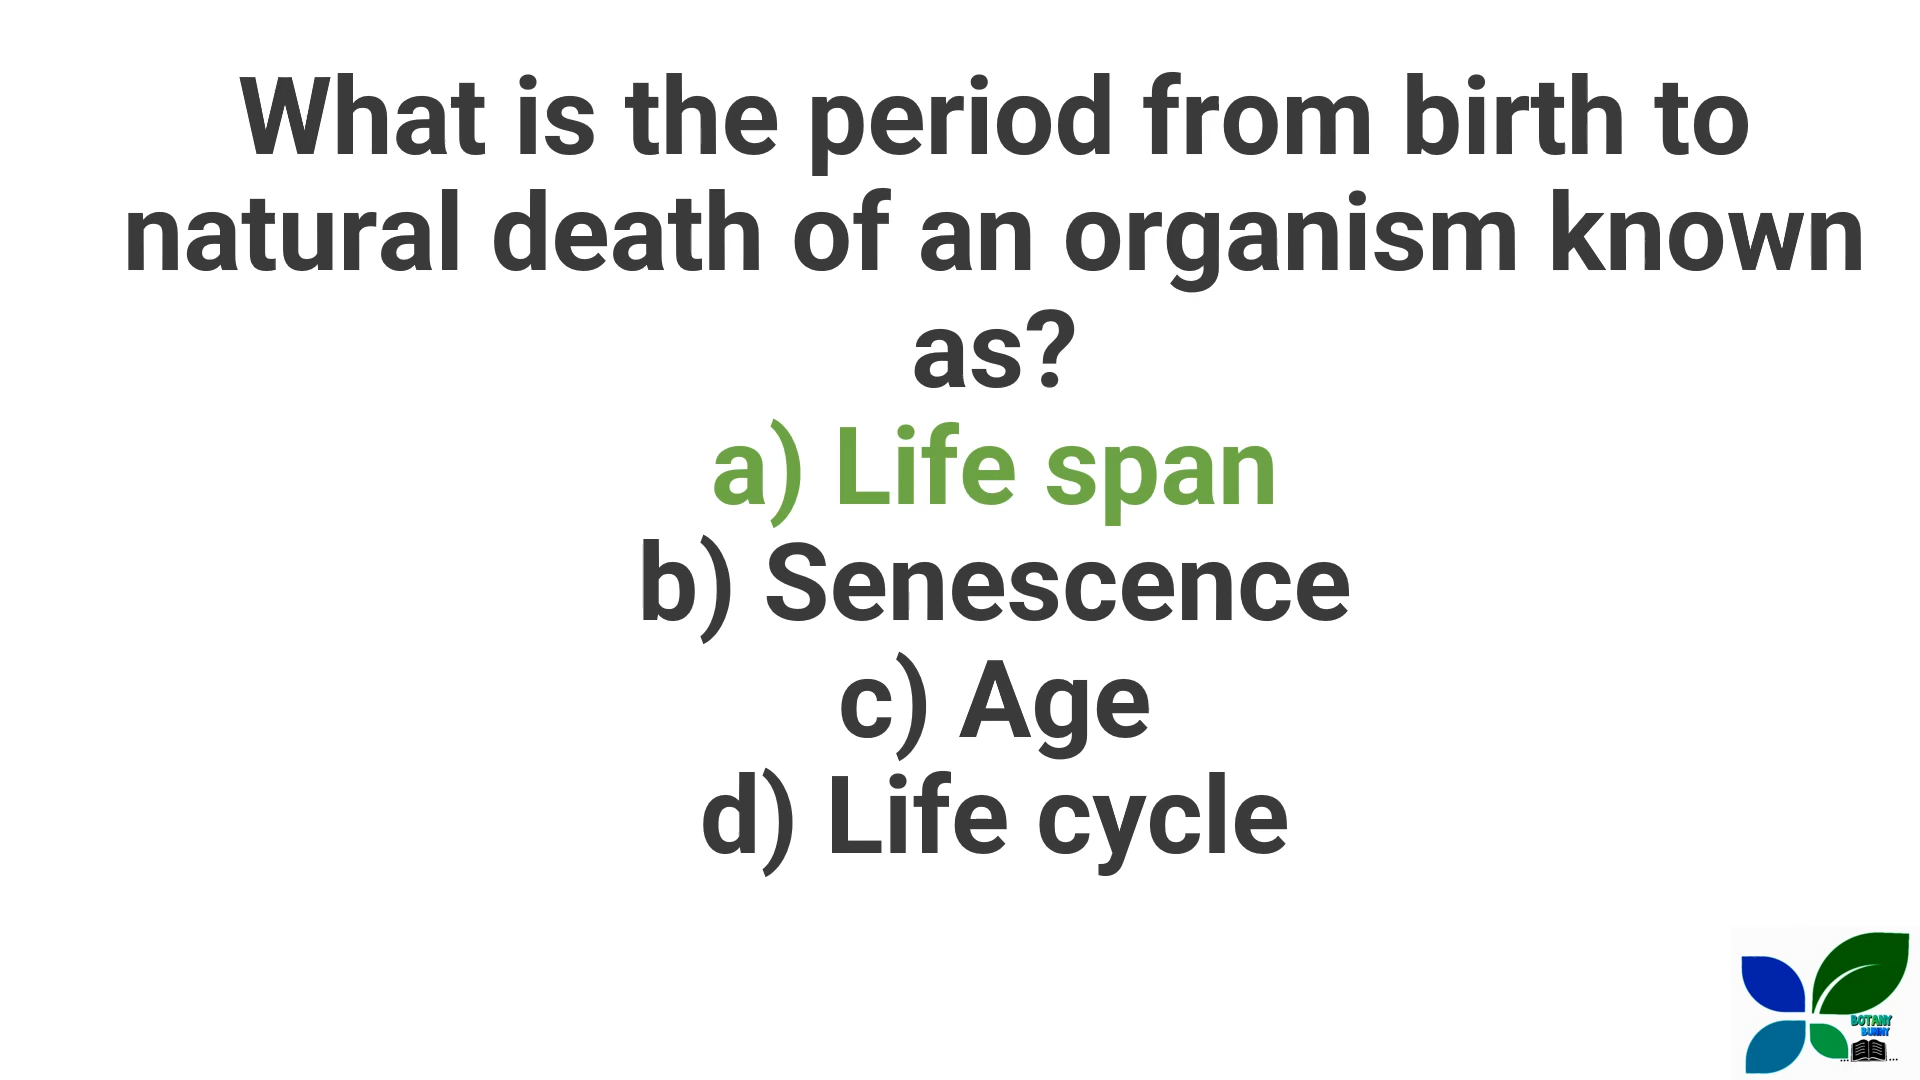 What is the period from birth to
natural death of an organism known
as?
a) Life span
b) Senescence
c) Age
d) Life cycle
BOTANY
BUNNY